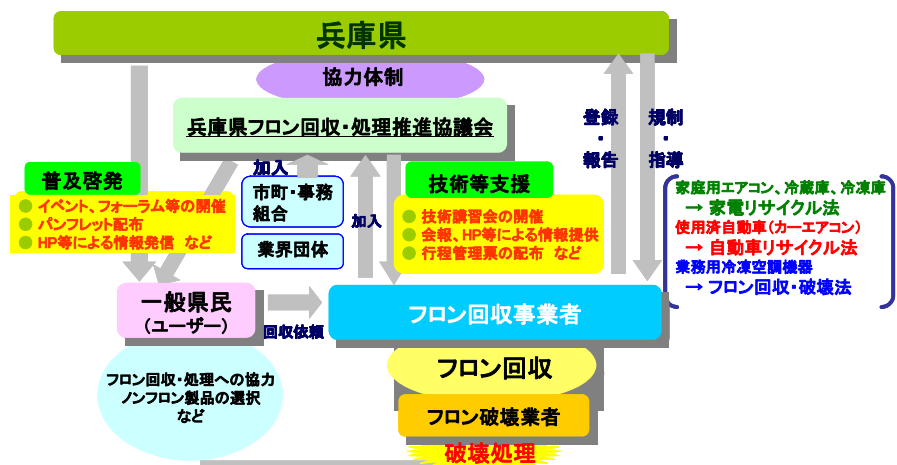 兵庫県
協力体制
兵庫県フロン回収・処理推進協議会
登録
・
報告
規制
・
指導
普及啓発
イベント、フォーラム等の開催
パンフレット配布
HP等による情報発信 など
加入
市町・事務
組合
業界団体
加入
技術等支援
技術講習会の開催
会報、HP等による情報提供
行程管理票の配布 など
家庭用エアコン、冷蔵庫、冷凍庫
→ 家電リサイクル法
使用済自動車(カーエアコン)
→ 自動車リサイクル法
業務用冷凍空調機器
→ フロン回収・破壊法
一般県民
(ユーザー)
回収依頼
フロン回収事業者
フロン回収・処理への協力
ノンフロン製品の選択
など
フロン回収
フロン破壊業者
破壊処理